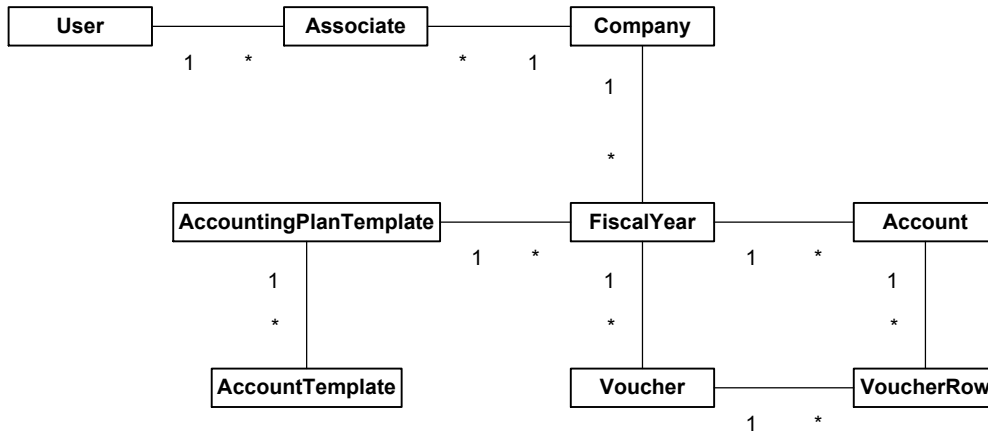 User
Associate
Company
1 *
* 1
1
*
AccountingPlanTemplate
FiscalYear
Account
1 *
1 *
1
*
1
*
1
*
AccountTemplate
Voucher
VoucherRow
1 *